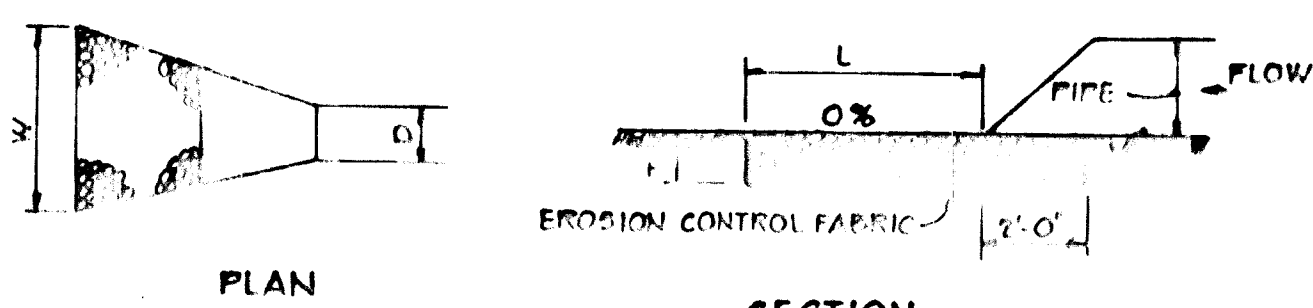 W
D
PLAN
L
0%
PIPE
FLOW
EROSION CONTROL FABRIC
2'-0"
SECTION